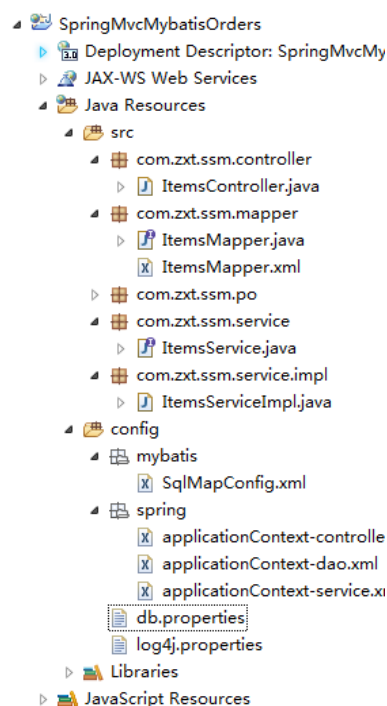 SpringMvcMybatisOrders
3.0 Deployment Descriptor: SpringMvcMy
JAX-WS Web Services
Java Resources
src
com.zxt.ssm.controller
J ItemsController.java
com.zxt.ssm.mapper
J ItemsMapper.java
X ItemsMapper.xml
com.zxt.ssm.po
com.zxt.ssm.service
J ItemsService.java
com.zxt.ssm.service.impl
J ItemsServiceImpl.java
config
mybatis
X SqlMapConfig.xml
spring
X applicationContext-controlle
X applicationContext-dao.xml
X applicationContext-service.x
db.properties
log4j.properties
Libraries
JavaScript Resources